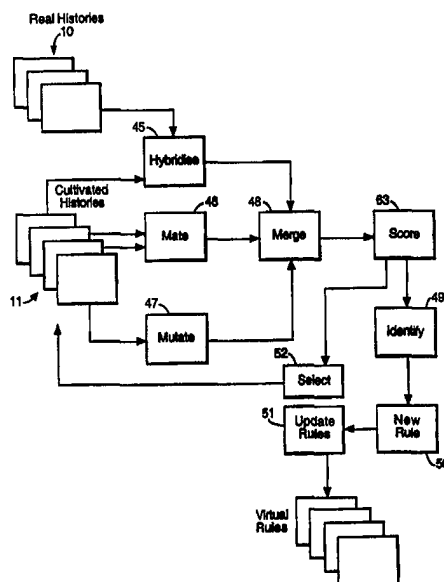 Real Histories
10
45
Hybridise
Cultivated
Histories
46
Mate
48
Merge
53
Score
49
Identify
11
47
Mutate
52
Select
51
Update
Rules
New
Rule
50
Virtual
Rules